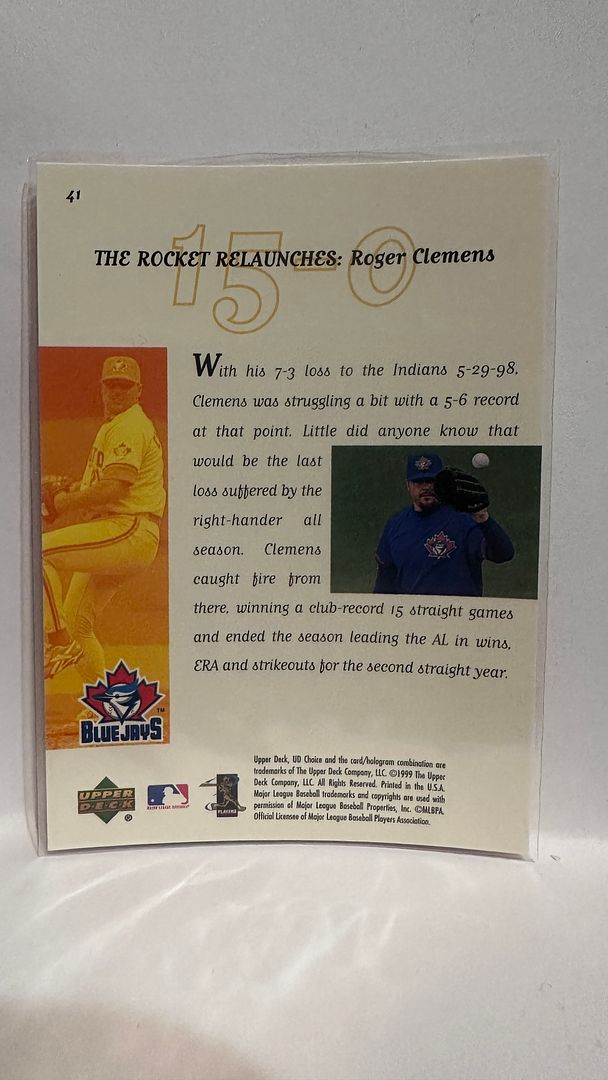 41
15-0
THE ROCKET RELAUNCHES: Roger Clemens
With his 7-3 loss to the Indians 5-29-98,
Clemens was struggling a bit with a 5-6 record
at that point. Little did anyone know that
would be the last
loss suffered by the
right-hander all
season. Clemens
caught fire from
there, winning a club-record 15 straight games
and ended the season leading the AL in wins,
ERA and strikeouts for the second straight year.
BLUE JAYS TM
Upper Deck, UD Choice and the card/hologram combination are
trademarks of The Upper Deck Company, LLC. ©1999 The Upper
Deck Company, LLC. All Rights Reserved. Printed in the U.S.A.
Major League Baseball trademarks and copyrights are used with
permission of Major League Baseball Properties, Inc. ©MLBPA.
Official Licensee of Major League Baseball Players Association.
UPPER
DECK ®
PLAYERS